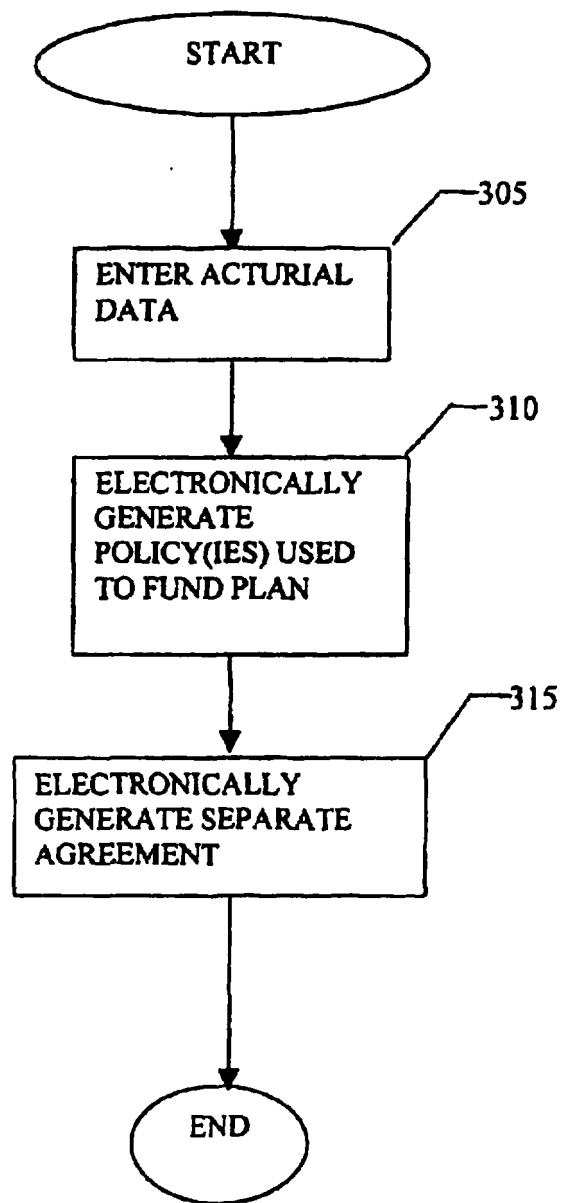 START
305
ENTER ACTURIAL
DATA
310
ELECTRONICALLY
GENERATE
POLICY(IES) USED
TO FUND PLAN
315
ELECTRONICALLY
GENERATE SEPARATE
AGREEMENT
END